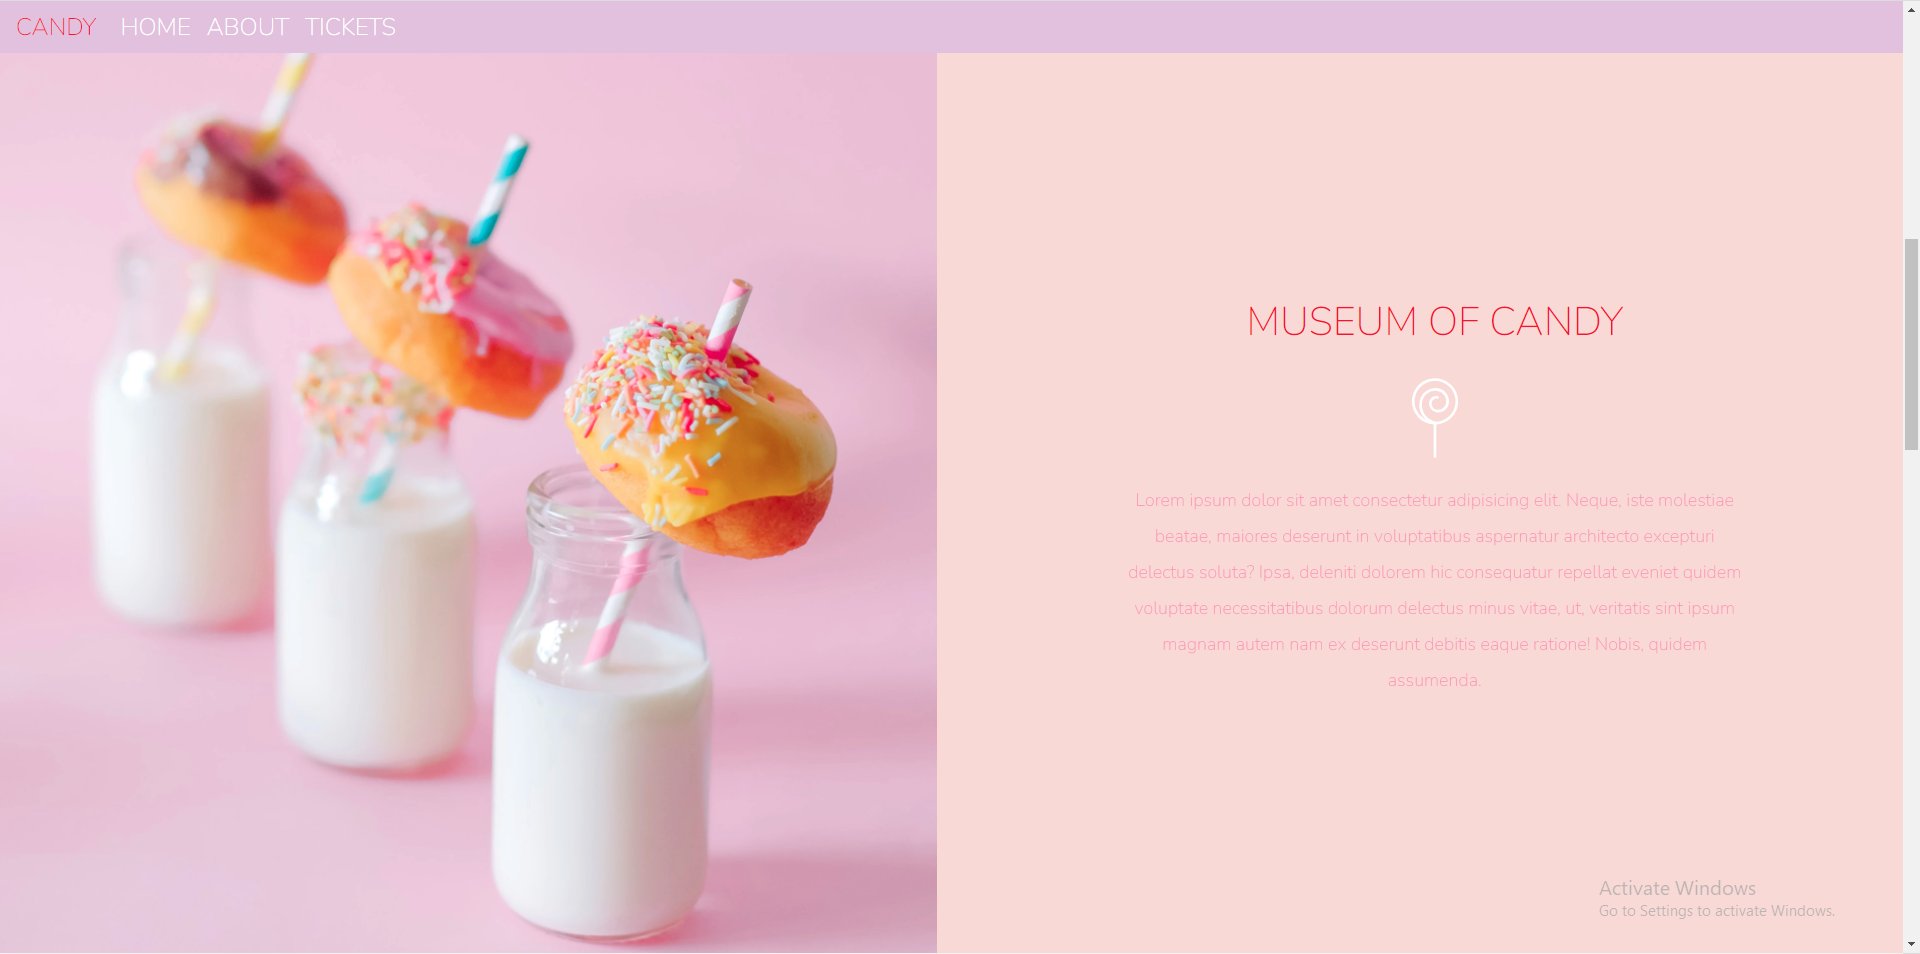 CANDY HOME ABOUT TICKETS
MUSEUM OF CANDY
Lorem ipsum dolor sit amet consectetur adipisicing elit. Neque, iste molestiae
beatae, maiores deserunt in voluptatibus aspernatur architecto excepturi
delectus soluta? Ipsa, deleniti dolorem hic consequatur repellat eveniet quidem
voluptate necessitatibus dolorum delectus minus vitae, ut, veritatis sint ipsum
magnam autem nam ex deserunt debitis eaque ratione! Nobis, quidem
assumenda.
Activate Windows
Go to Settings to activate Windows.